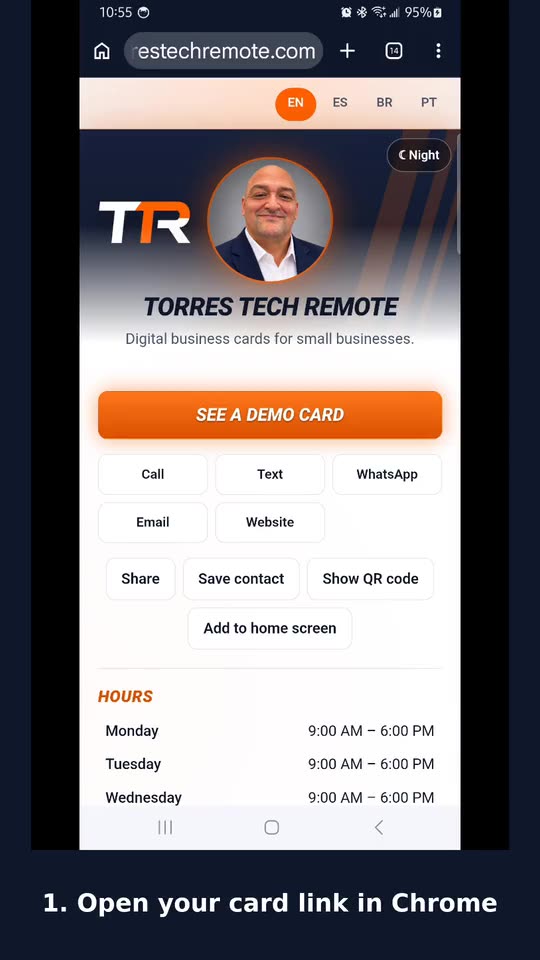 10:55 95%
restechremote.com 14
EN ES BR PT
Night
TTR
TORRES TECH REMOTE
Digital business cards for small businesses.
SEE A DEMO CARD
Call Text WhatsApp
Email Website
Share Save contact Show QR code
Add to home screen
HOURS
Monday 9:00 AM – 6:00 PM
Tuesday 9:00 AM – 6:00 PM
Wednesday 9:00 AM – 6:00 PM
1. Open your card link in Chrome